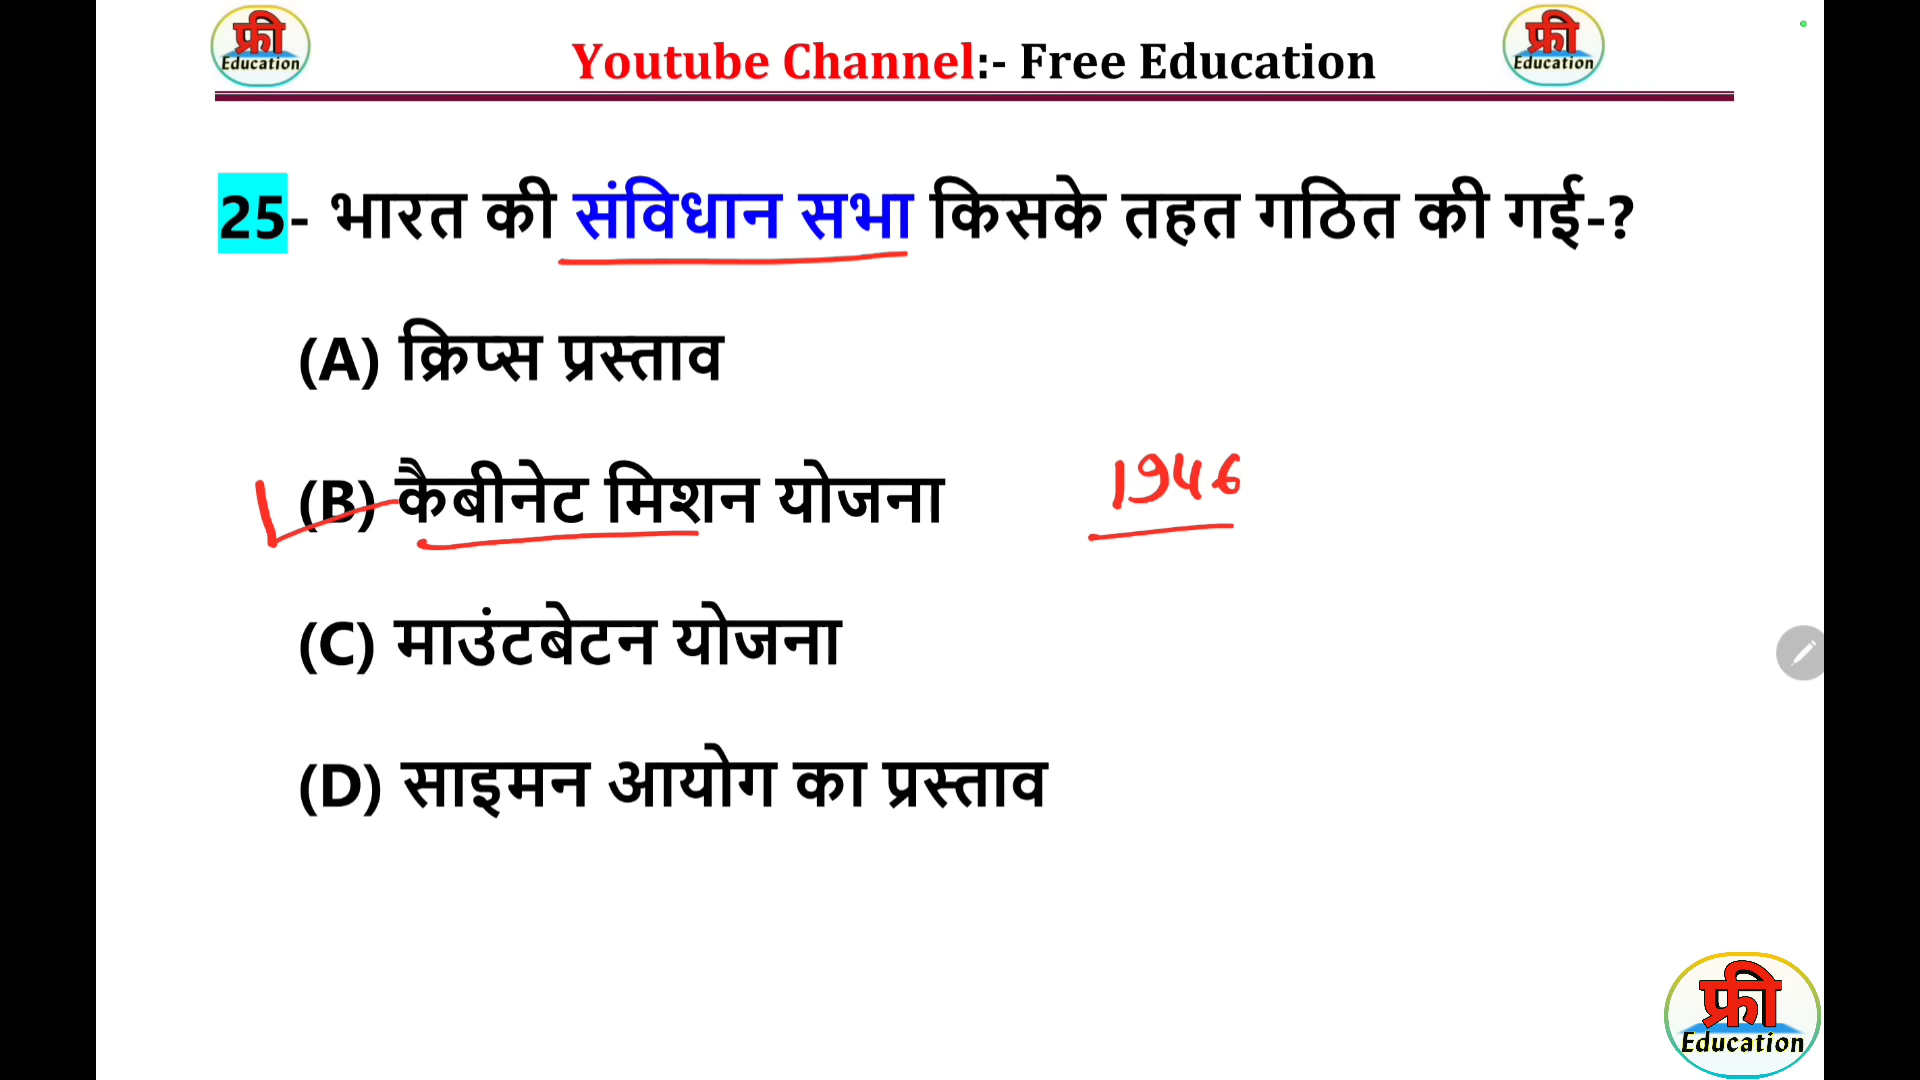 फ्री
Education
Youtube Channel:- Free Education
फ्री
Education
25- भारत की संविधान सभा किसके तहत गठित की गई-?
(A) क्रिप्स प्रस्ताव
(B) कैबीनेट मिशन योजना
1946
(C) माउंटबेटन योजना
(D) साइमन आयोग का प्रस्ताव
फ्री
Education